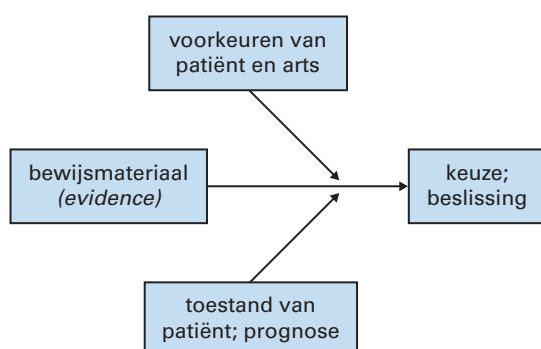 voorkeuren van
patiënt en arts
bewijsmateriaal
(evidence)
keuze;
beslissing
toestand van
patiënt; prognose